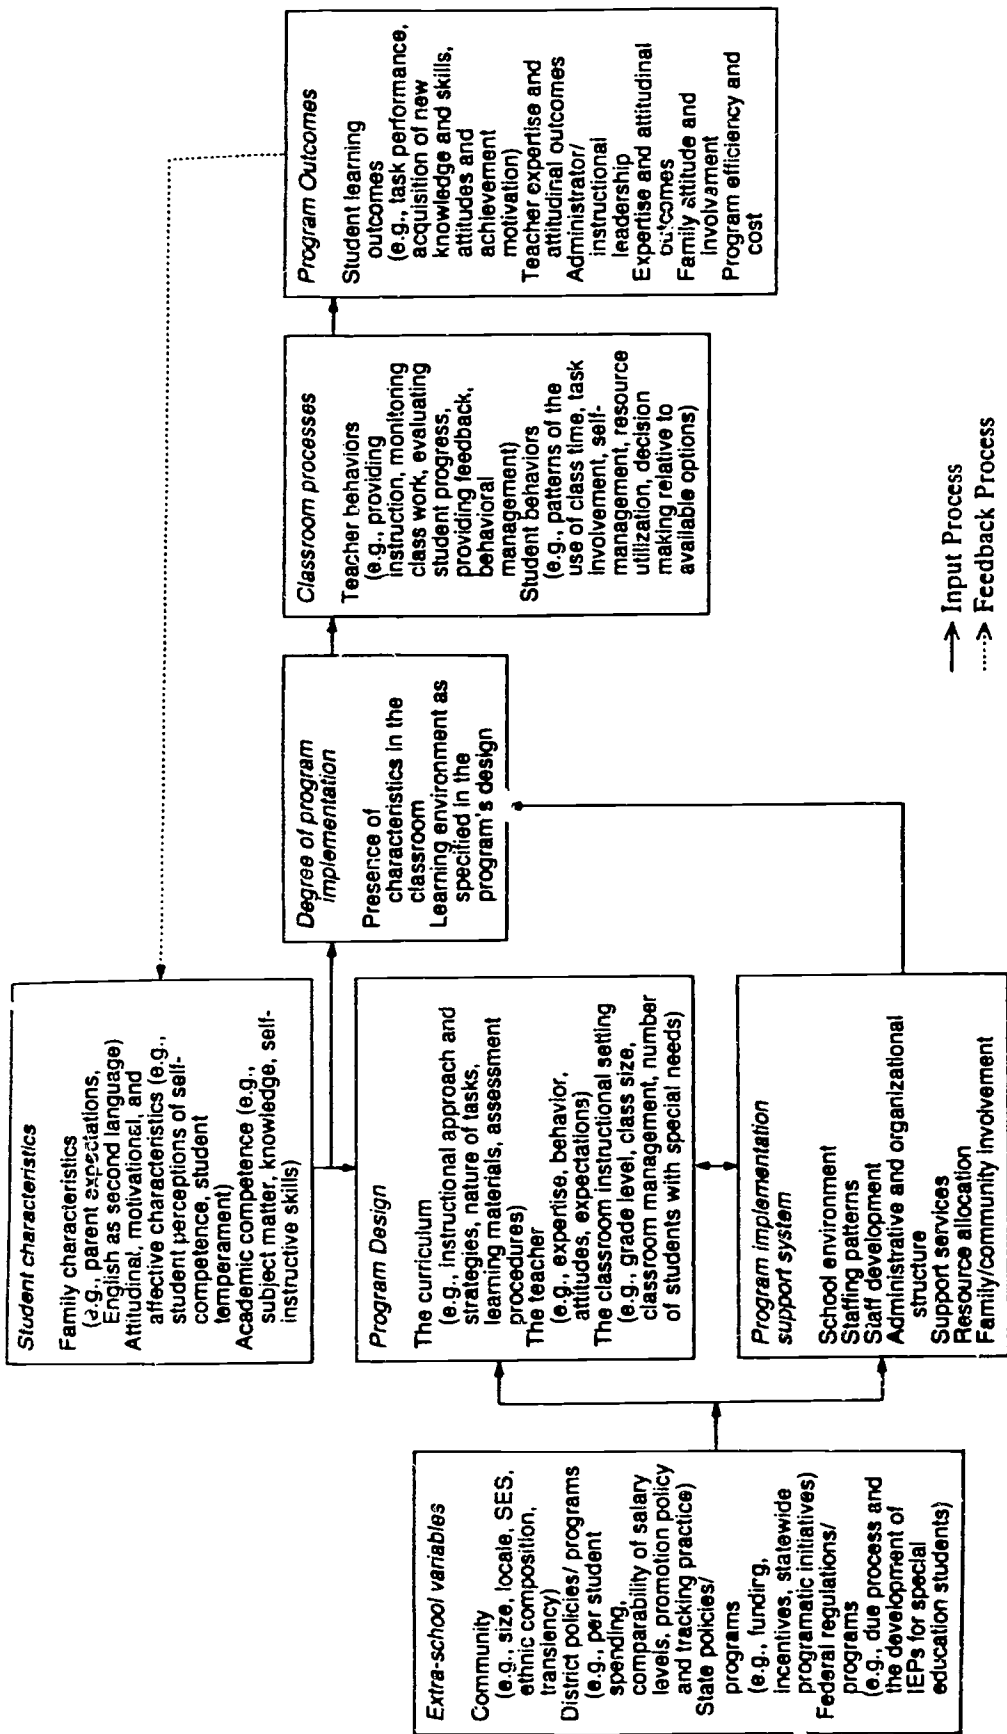 Extra-school variables
Community
(e.g., size, locale, SES,
ethnic composition,
transiency)
District policies/ programs
(e.g., per student
spending,
comparability of salary
levels, promotion policy
and tracking practice)
State policies/
programs
(e.g., funding,
incentives, statewide
programatic initiatives)
Federal regulations/
programs
(e.g., due process and
the development of
IEPs for special
education students)
Student characteristics
Family characteristics
(e.g., parent expectations,
English as second language)
Attitudinal, motivational, and
affective characteristics (e.g.,
student perceptions of self-
competence, student
temperament)
Academic competence (e.g.,
subject matter, knowledge, self-
instructive skills)
Program Design
The curriculum
(e.g., instructional approach and
strategies, nature of tasks,
learning materials, assessment
procedures)
The teacher
(e.g., expertise, behavior,
attitudes, expectations)
The classroom instructional setting
(e.g., grade level, class size,
classroom management, number
of students with special needs)
Program implementation
support system
School environment
Staffing patterns
Staff development
Administrative and organizational
structure
Support services
Resource allocation
Family/community involvement
Degree of program
implementation
Presence of
characteristics in the
classroom
Learning environment as
specified in the
program's design
Classroom processes
Teacher behaviors
(e.g., providing
instruction, monitoring
class work, evaluating
student progress,
providing feedback,
behavioral
management)
Student behaviors
(e.g., patterns of the
use of class time, task
involvement, self-
management, resource
utilization, decision
making relative to
available options)
Program Outcomes
Student learning
outcomes
(e.g., task performance,
acquisition of new
knowledge and skills,
attitudes and
achievement
motivation)
Teacher expertise and
attitudinal outcomes
Administrator/
instructional
leadership
Expertise and attitudinal
outcomes
Family attitude and
involvament
Program efficiency and
cost
Input Process
Feedback Process